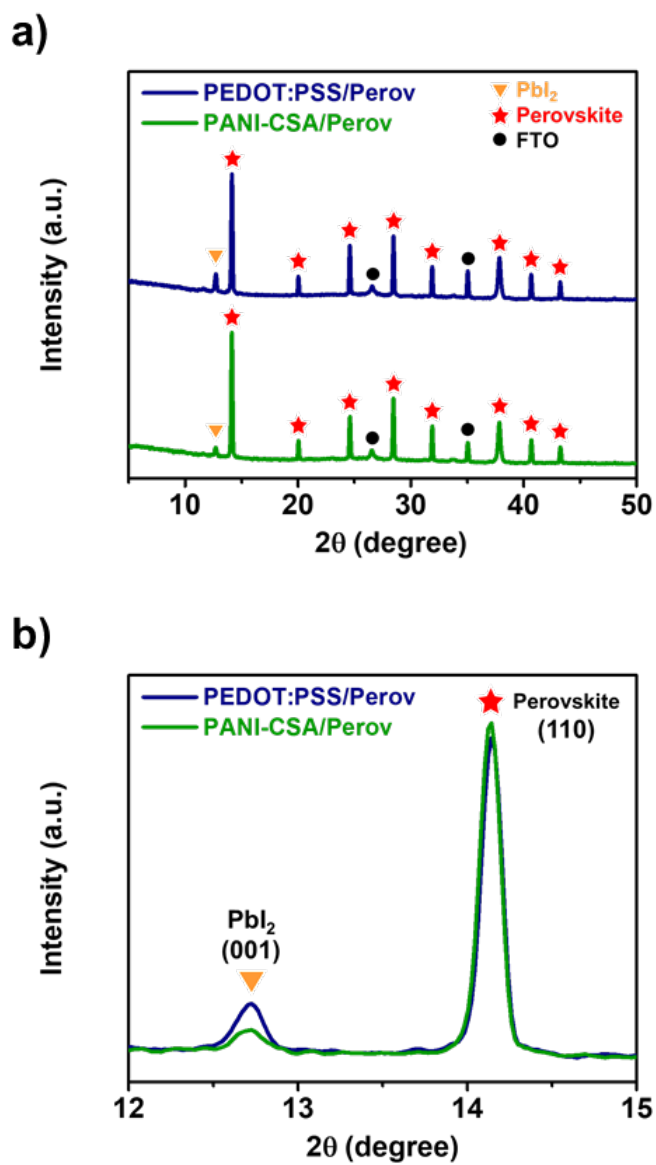 a)
PEDOT:PSS/Perov
PANI-CSA/Perov
PbI₂
Perovskite
FTO
Intensity (a.u.)
10 20 30 40 50
2θ (degree)
b)
PEDOT:PSS/Perov
PANI-CSA/Perov
Perovskite
(110)
PbI₂
(001)
Intensity (a.u.)
12 13 14 15
2θ (degree)